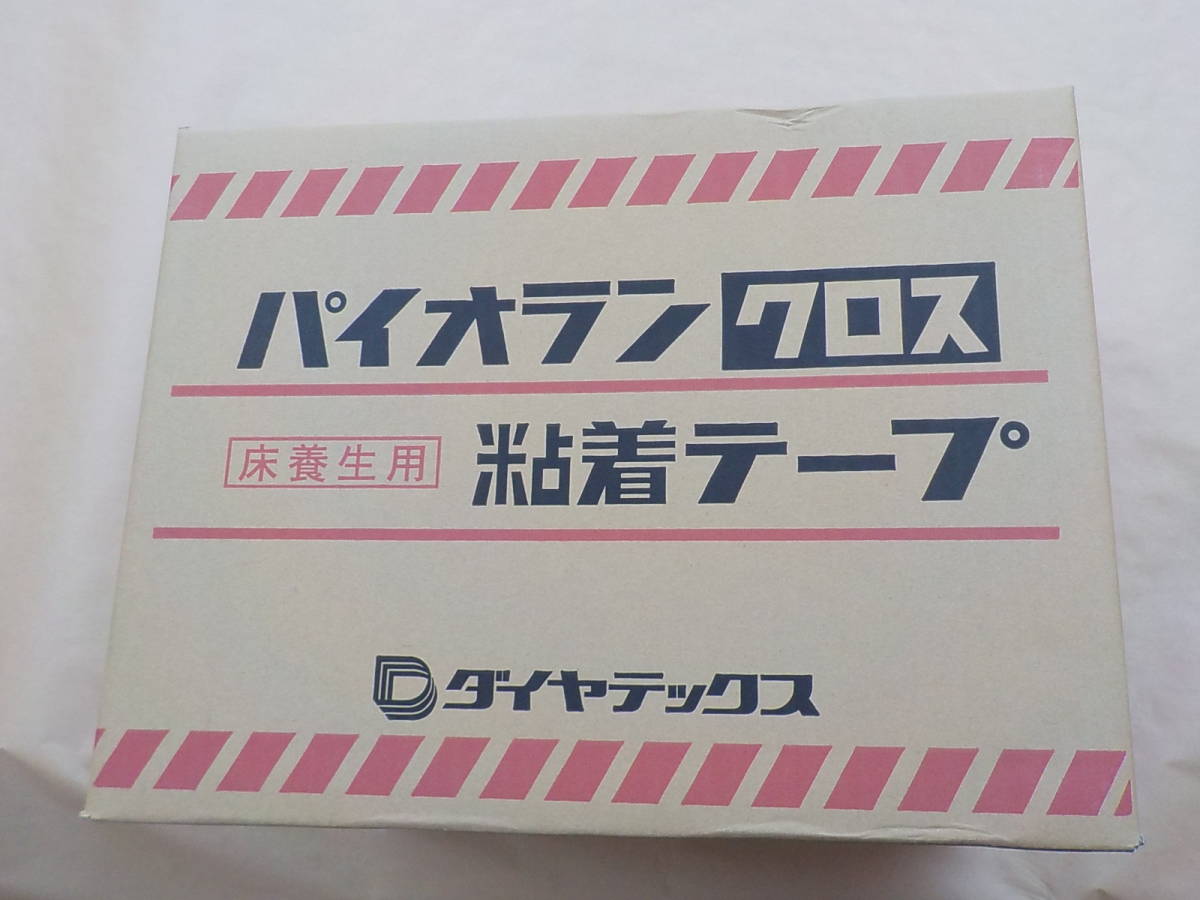 パイオランクロス
床養生用 粘着テープ
ダイヤテックス